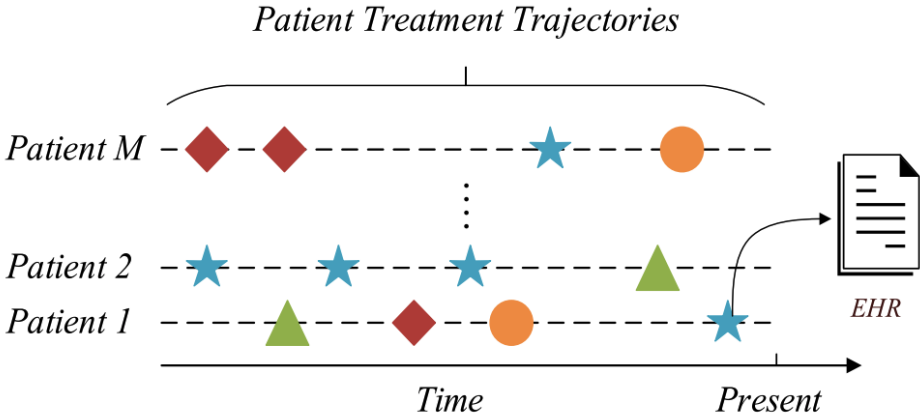 Patient Treatment Trajectories
Patient M
Patient 2
Patient 1
EHR
Time
Present